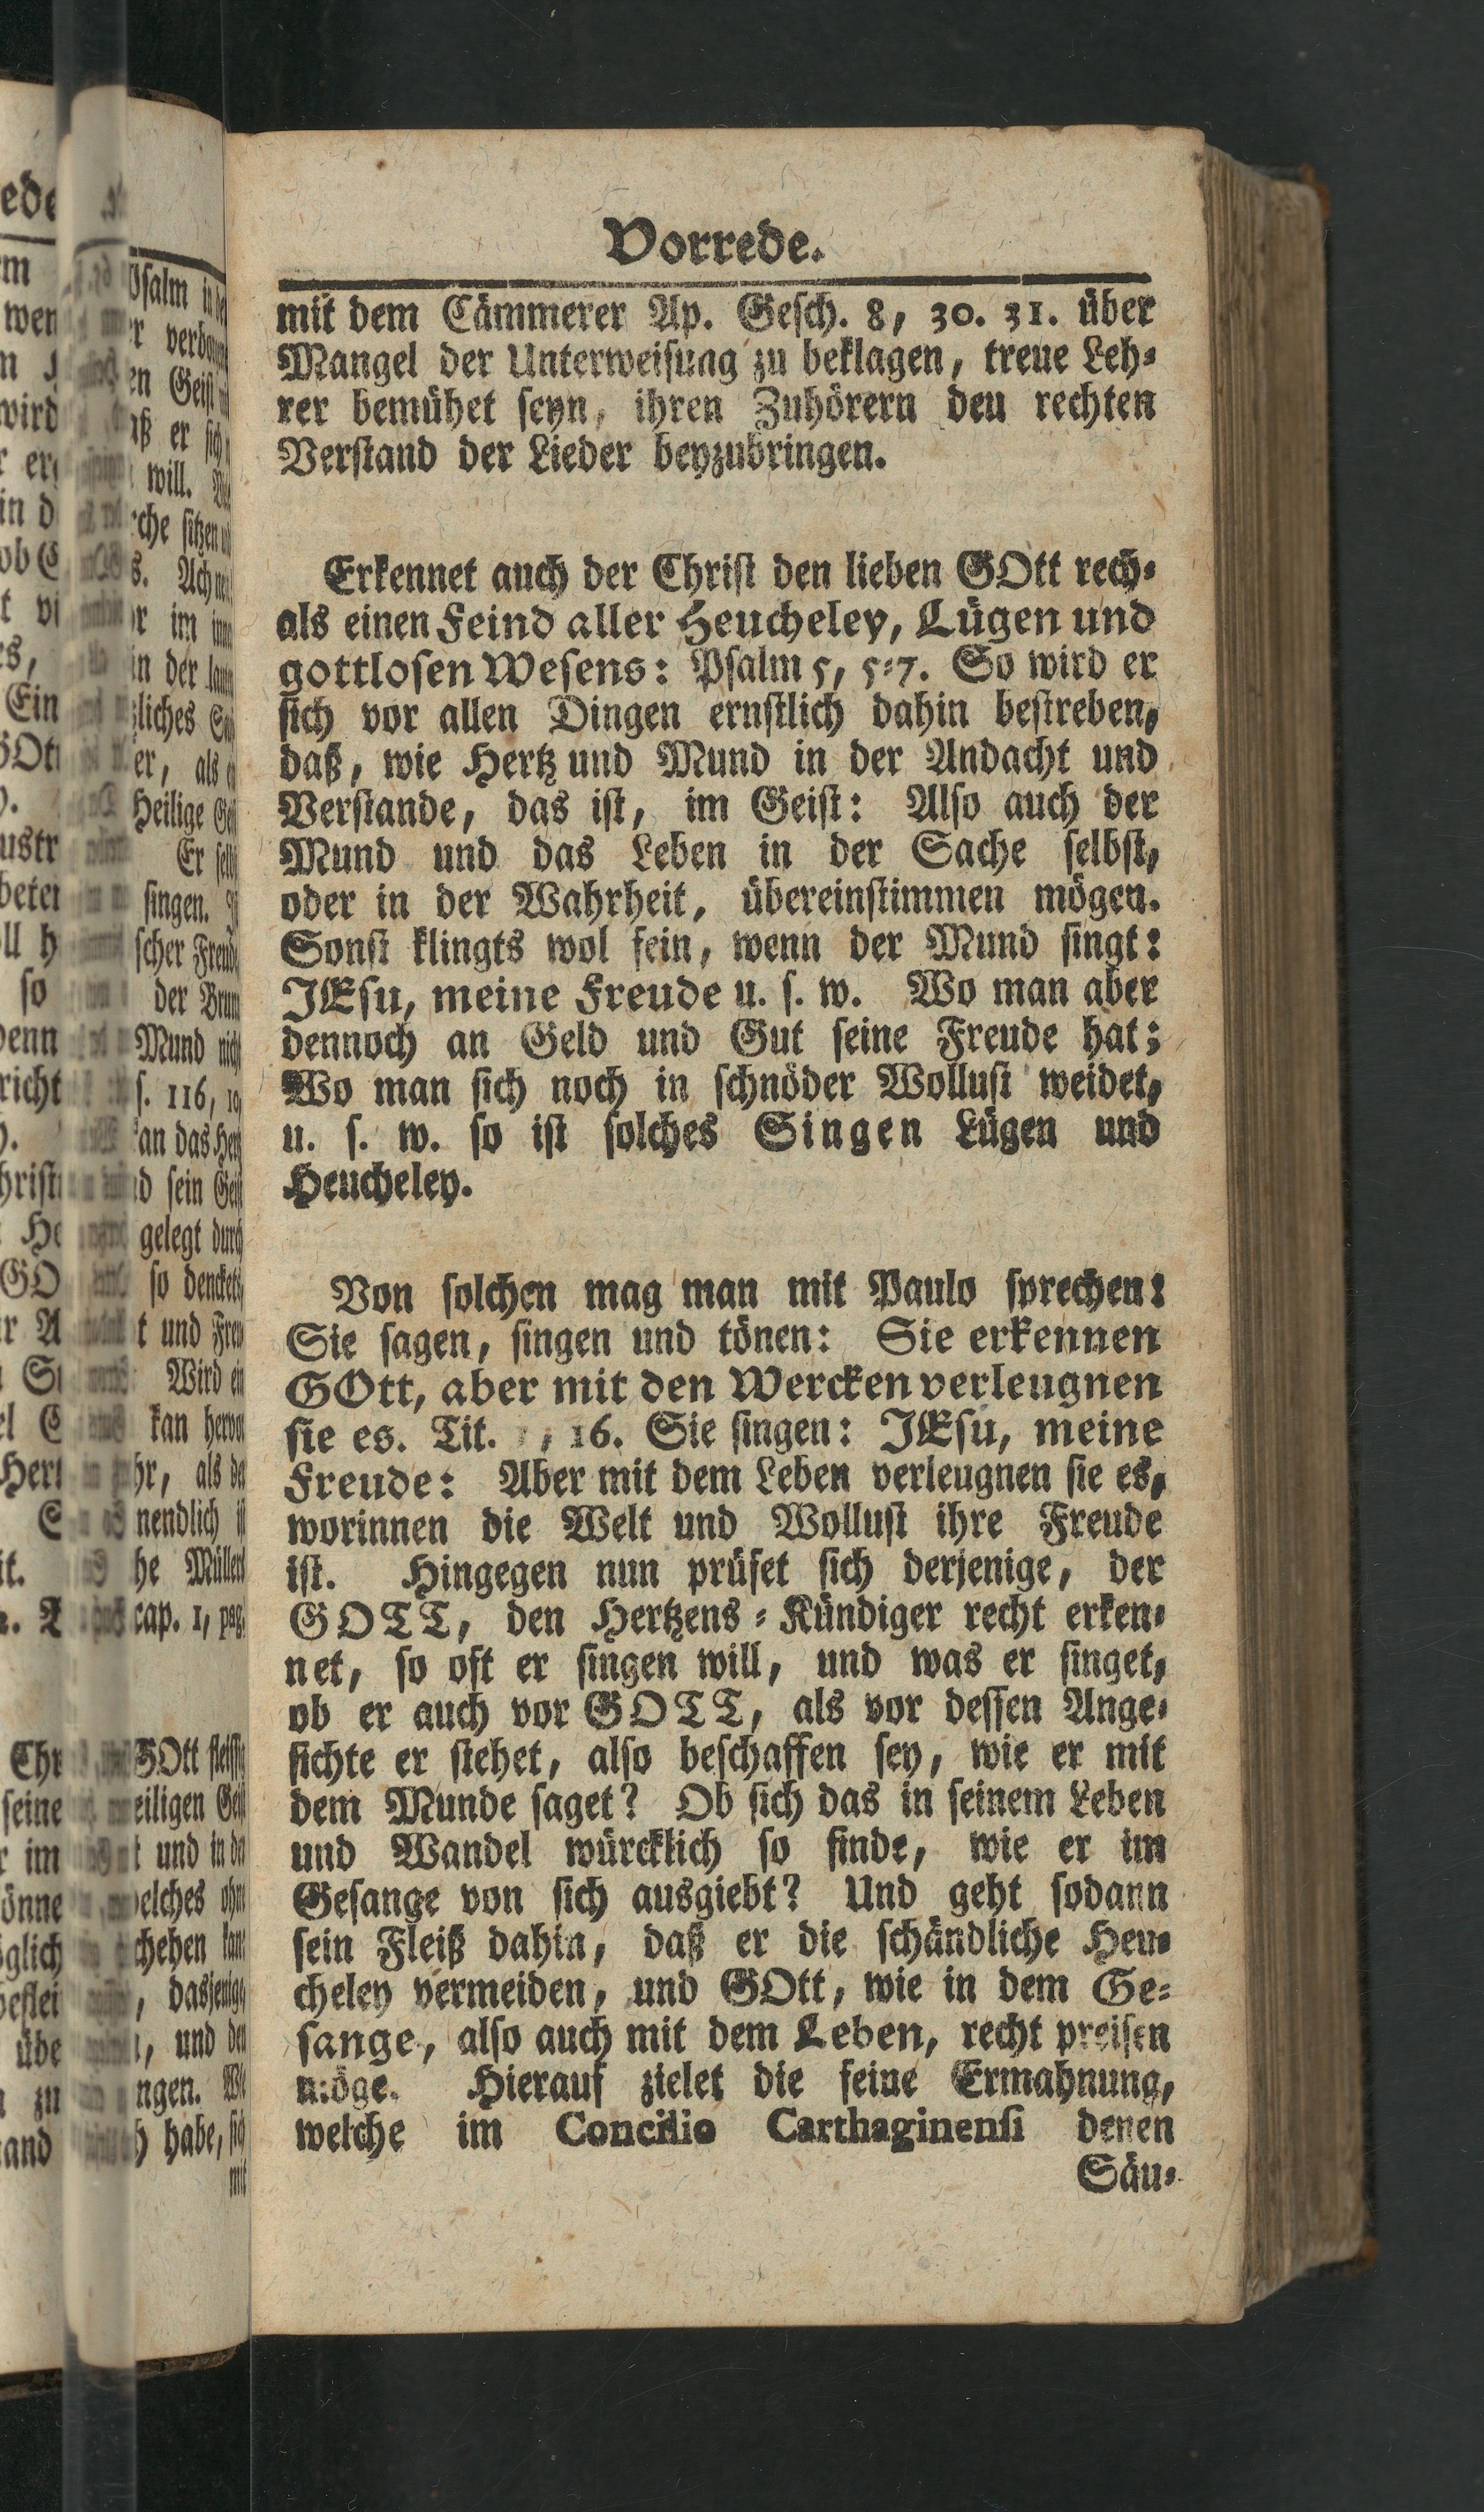 Vorrede.
mit dem Cämmerer Ap. Gesch. 8, 30. 31. über
Mangel der Unterweisuag zu beklagen, treue Leh-
rer bemühet seyn, ihren Zuhörern deu rechten
Verstand der Lieder beyzubringen.
Erkennet auch der Christ den lieben GOtt rech-
als einen Feind aller Heucheley, Lügen und
gottlosen Wesens: Psalm 5, 5-7. So wird er
sich vor allen Dingen ernstlich dahin bestreben,
daß, wie Hertz und Mund in der Andacht und
Verstande, das ist, im Geist: Also auch der
Mund und das Leben in der Sache selbst,
oder in der Wahrheit, übereinstimmen mögen.
Sonst klingts wol fein, wenn der Mund singt:
JEsu, meine Freude u. s. w. Wo man aber
dennoch an Geld und Gut seine Freude hat;
Wo man sich noch in schnöder Wollust weidet,
u. s. w. so ist solches Singen Lügen und
Heucheley.
Von solchen mag man mit Paulo sprechen:
Sie sagen, singen und tönen: Sie erkennen
GOtt, aber mit den Wercken verleugnen
sie es. Tit. 1, 16. Sie singen: JEsu, meine
Freude: Aber mit dem Leben verleugnen sie es,
worinnen die Welt und Wollust ihre Freude
ist. Hingegen nun prüfet sich derjenige, der
GOTT, den Hertzens-Kündiger recht erken-
net, so oft er singen will, und was er singet,
ob er auch vor GOTT, als vor dessen Ange-
sichte er stehet, also beschaffen sey, wie er mit
dem Munde saget? Ob sich das in seinem Leben
und Wandel würcklich so finde, wie er im
Gesange von sich ausgiebt? Und geht sodann
sein Fleiß dahin, daß er die schändliche Heu-
cheley vermeiden, und GOtt, wie in dem Ge-
sange, also auch mit dem Leben, recht preisen
möge. Hierauf zielet die feine Ermahnung,
welche im Concilio Carthaginensi denen
Säu-